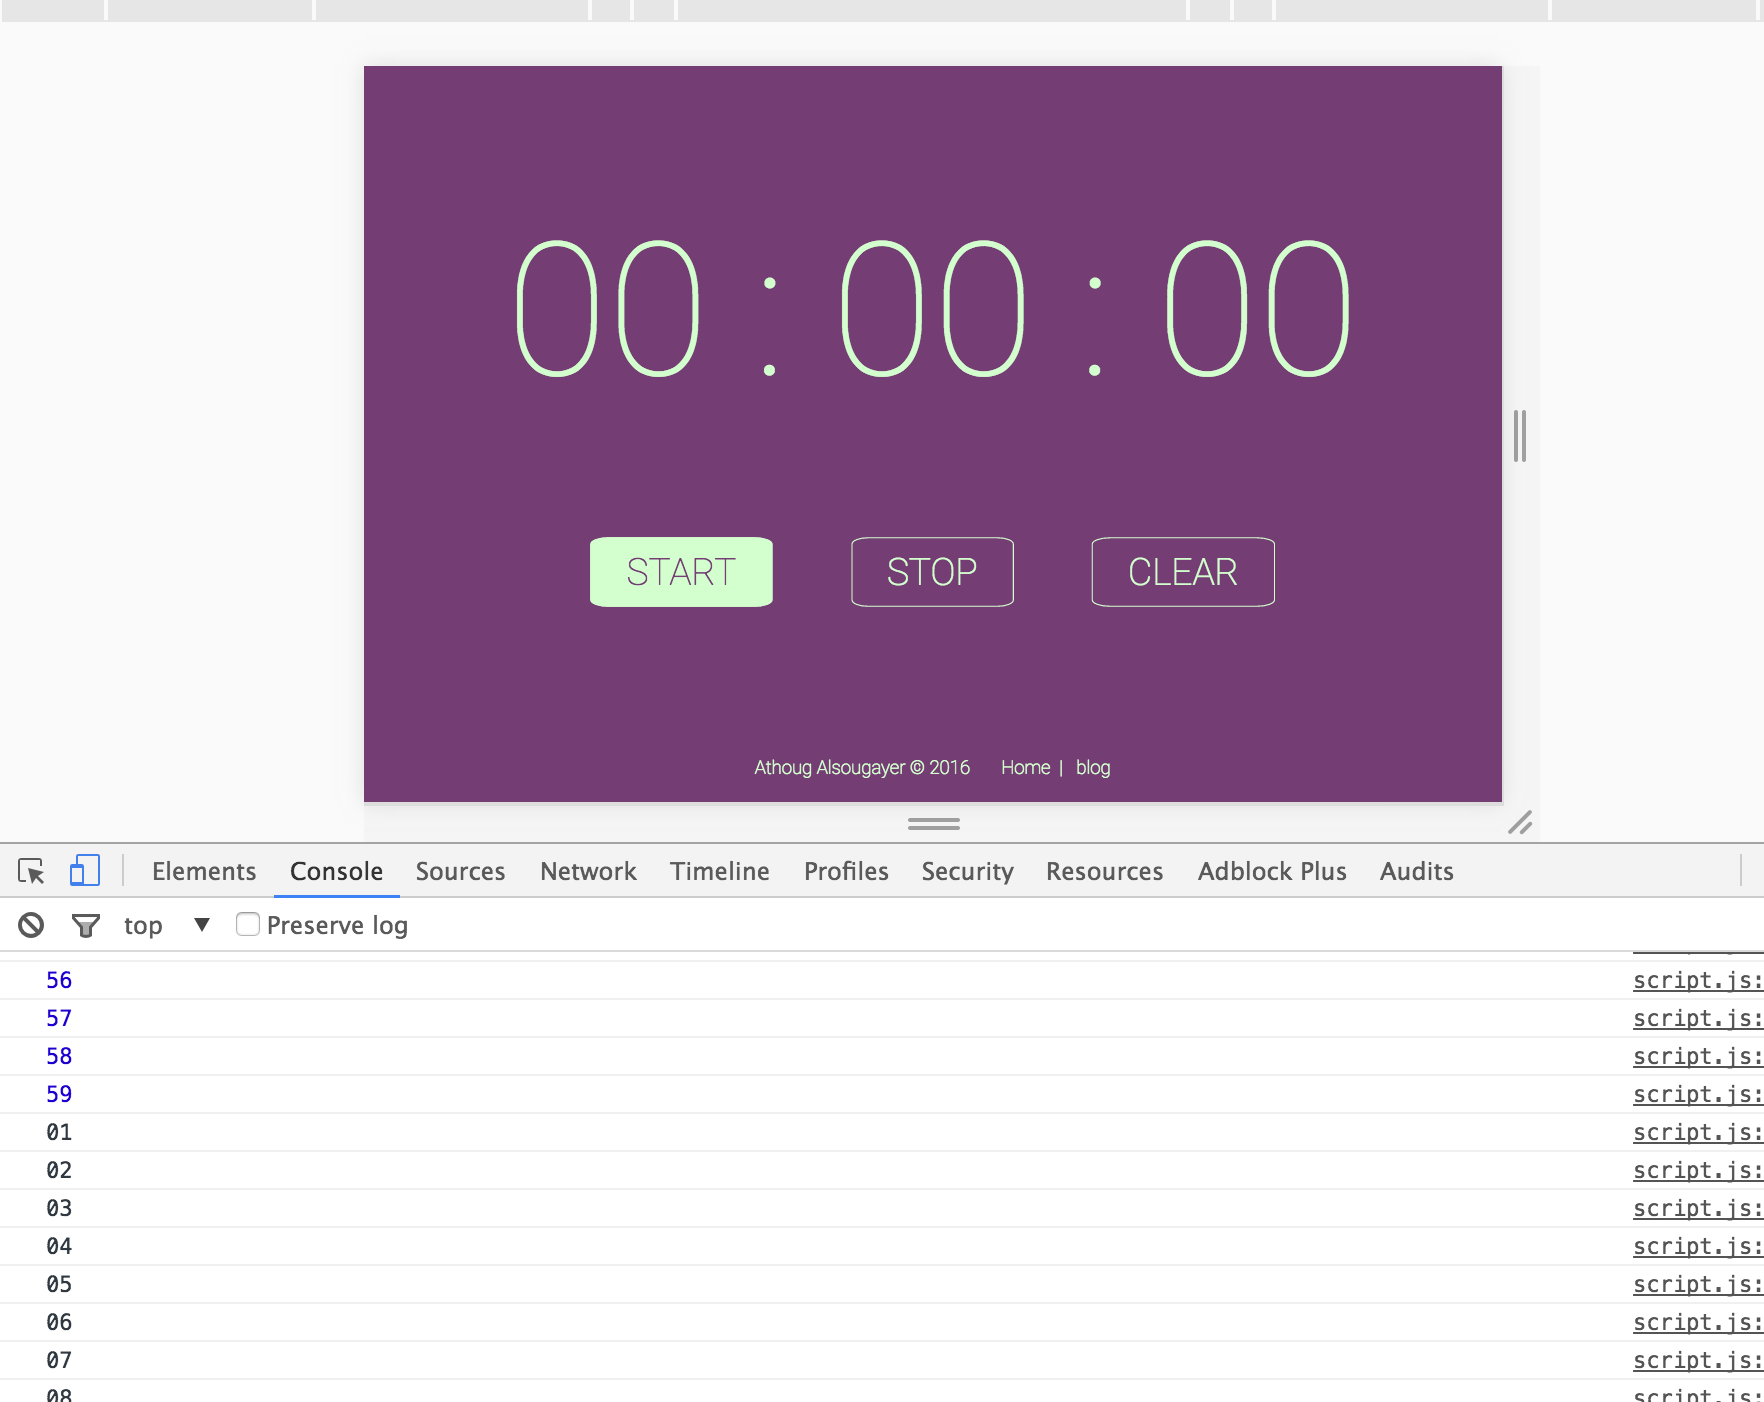 00 : 00 : 00
START STOP CLEAR
Athoug Alsougayer © 2016 Home | blog
Elements Console Sources Network Timeline Profiles Security Resources Adblock Plus Audits
top ▼ Preserve log
56 script.js:
57 script.js:
58 script.js:
59 script.js:
01 script.js:
02 script.js:
03 script.js:
04 script.js:
05 script.js:
06 script.js:
07 script.js:
08 script.js: